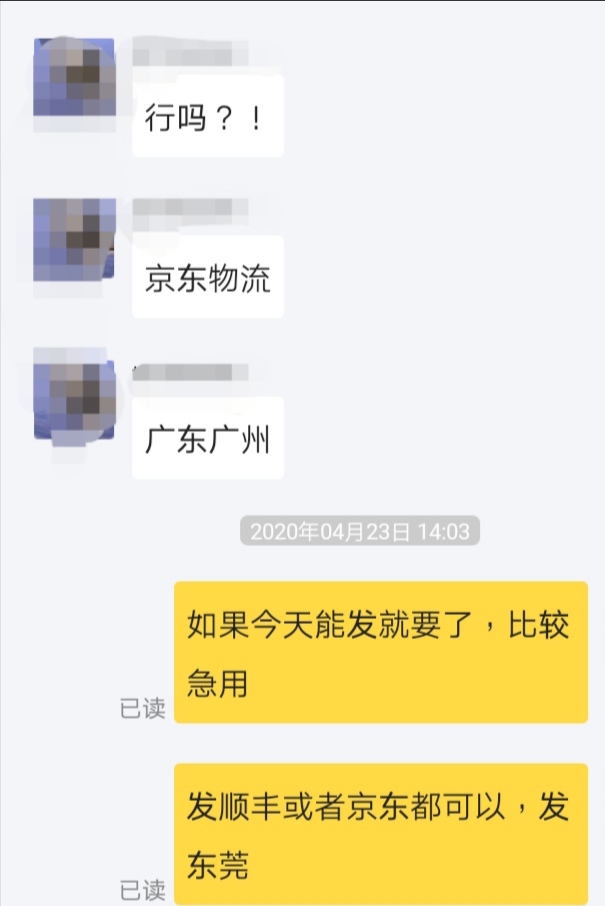 行吗？！
京东物流
广东广州
2020年04月23日 14:03
如果今天能发就要了，比较
急用
已读
发顺丰或者京东都可以，发
东莞
已读